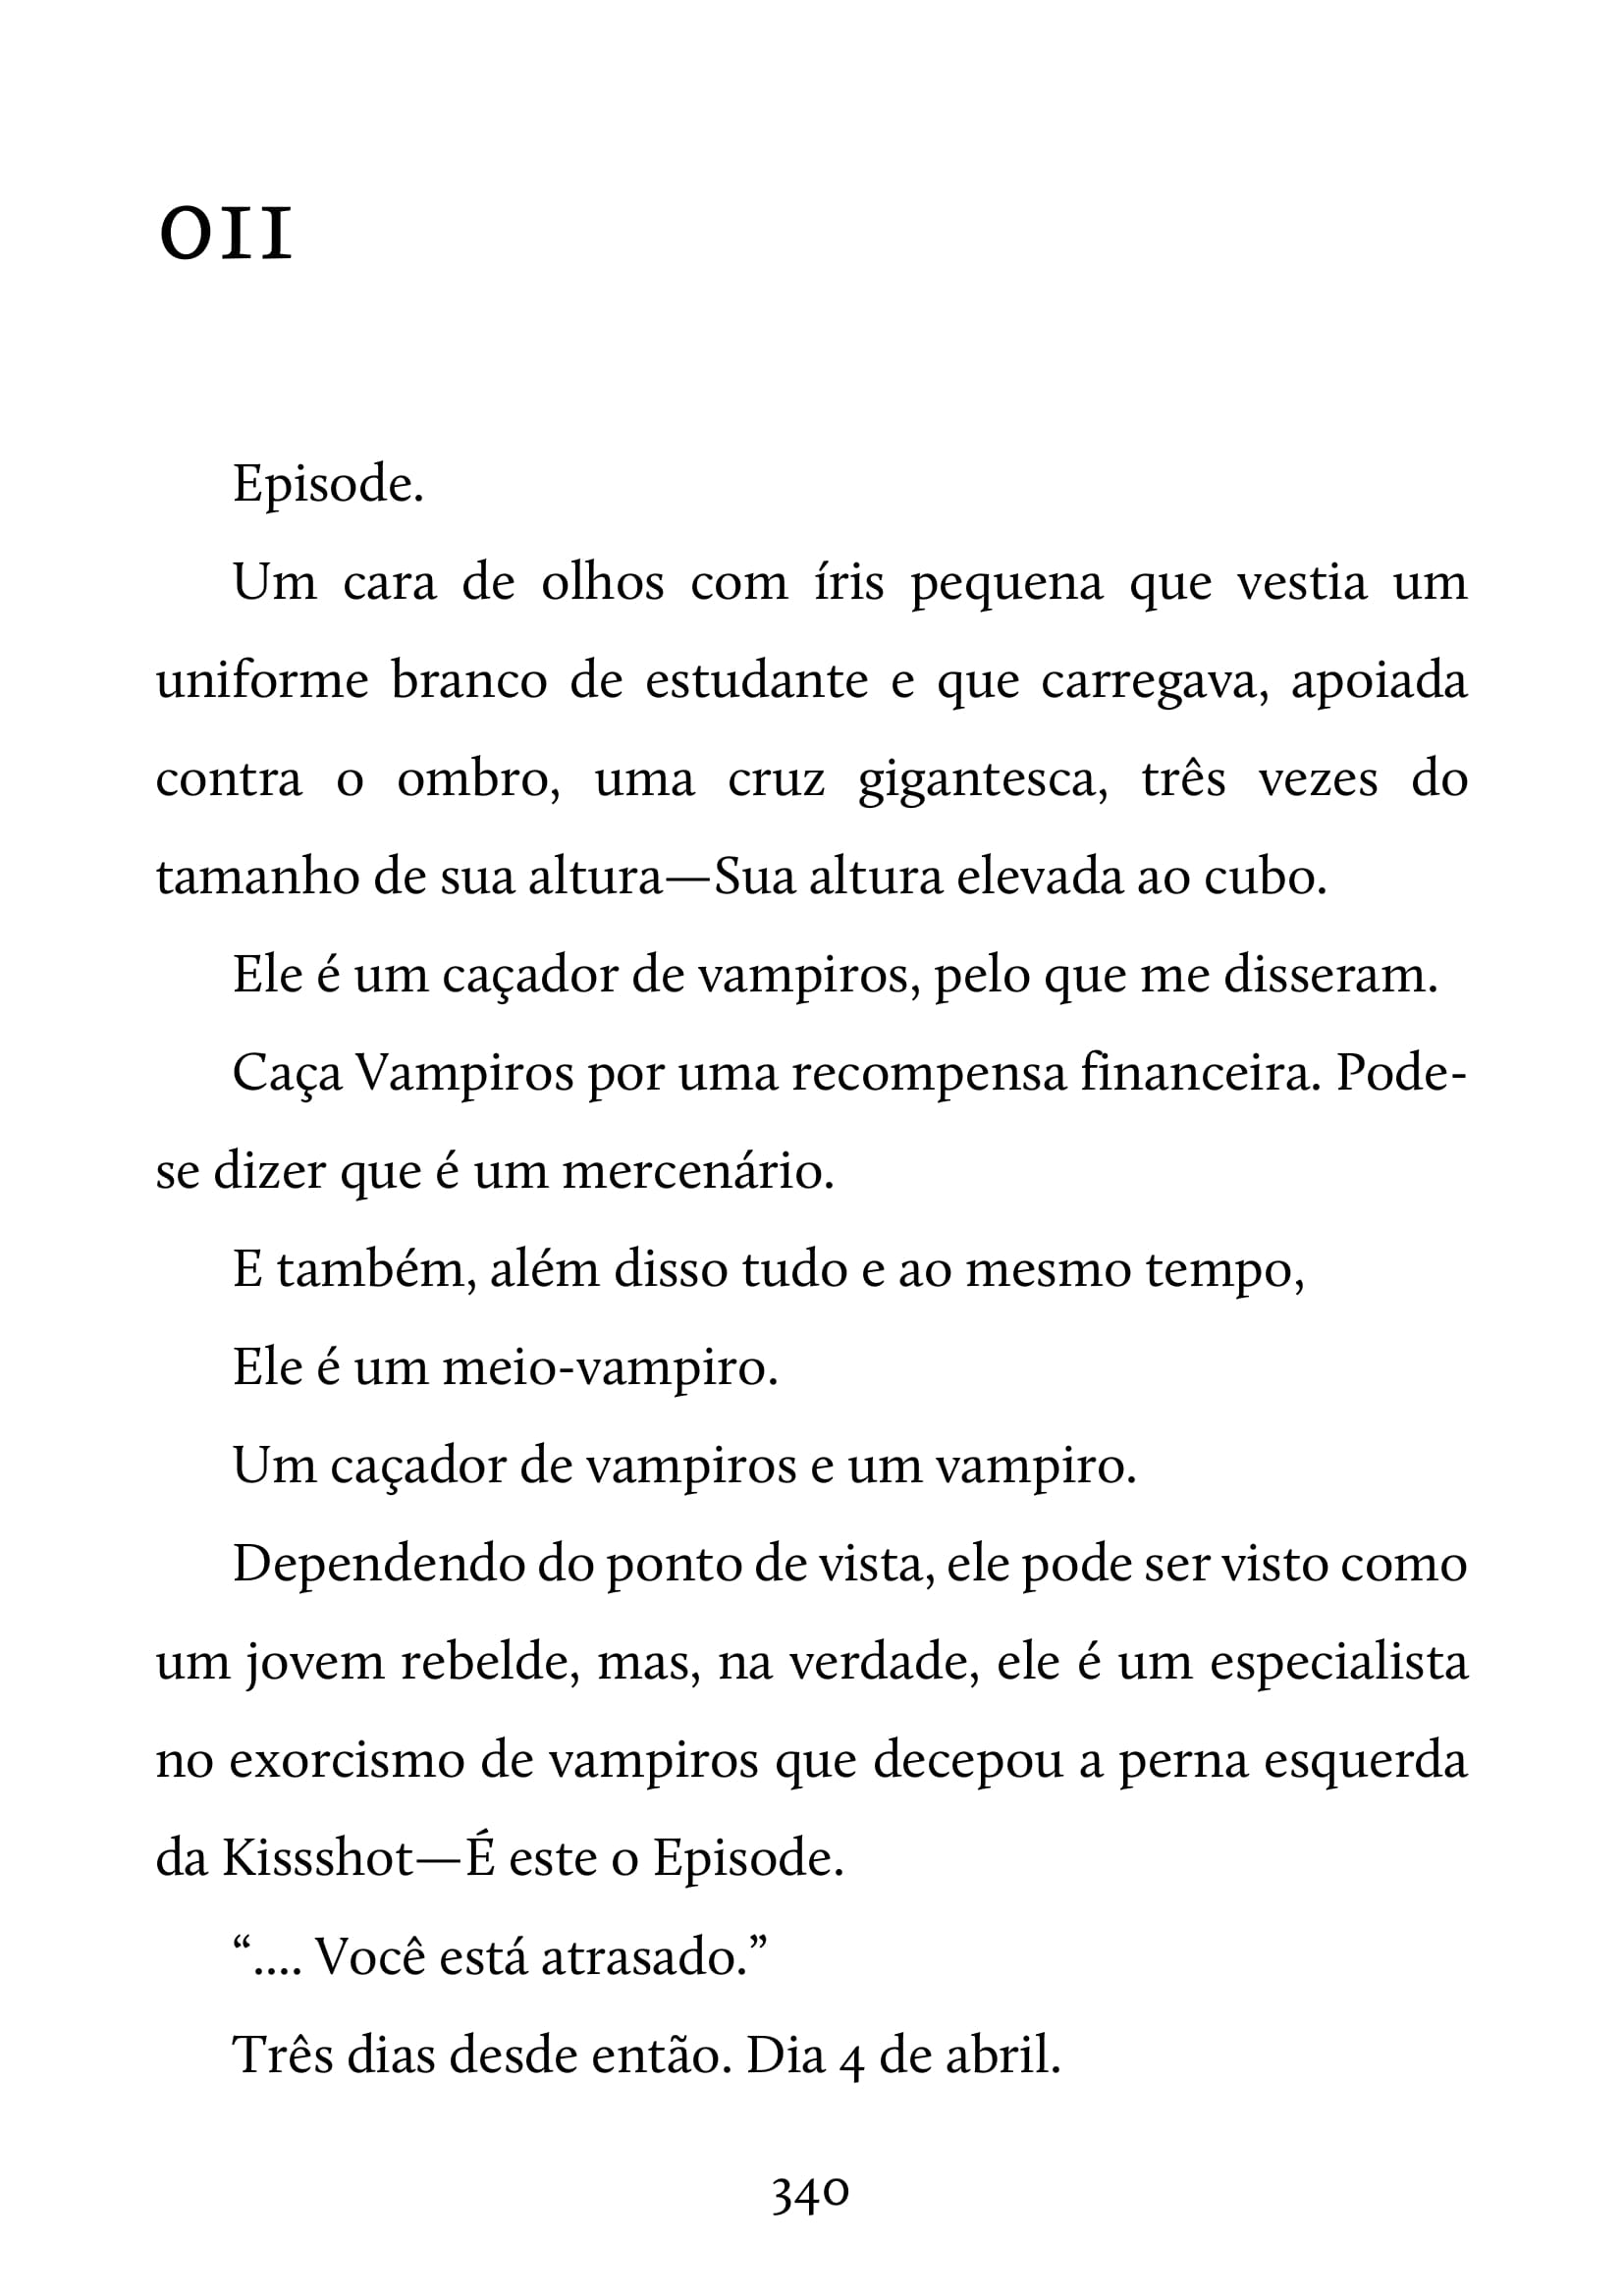 011
Episode.
Um cara de olhos com íris pequena que vestia um
uniforme branco de estudante e que carregava, apoiada
contra o ombro, uma cruz gigantesca, três vezes do
tamanho de sua altura—Sua altura elevada ao cubo.
Ele é um caçador de vampiros, pelo que me disseram.
Caça Vampiros por uma recompensa financeira. Pode-
se dizer que é um mercenário.
E também, além disso tudo e ao mesmo tempo,
Ele é um meio-vampiro.
Um caçador de vampiros e um vampiro.
Dependendo do ponto de vista, ele pode ser visto como
um jovem rebelde, mas, na verdade, ele é um especialista
no exorcismo de vampiros que decepou a perna esquerda
da Kissshot—É este o Episode.
“.... Você está atrasado.”
Três dias desde então. Dia 4 de abril.
340